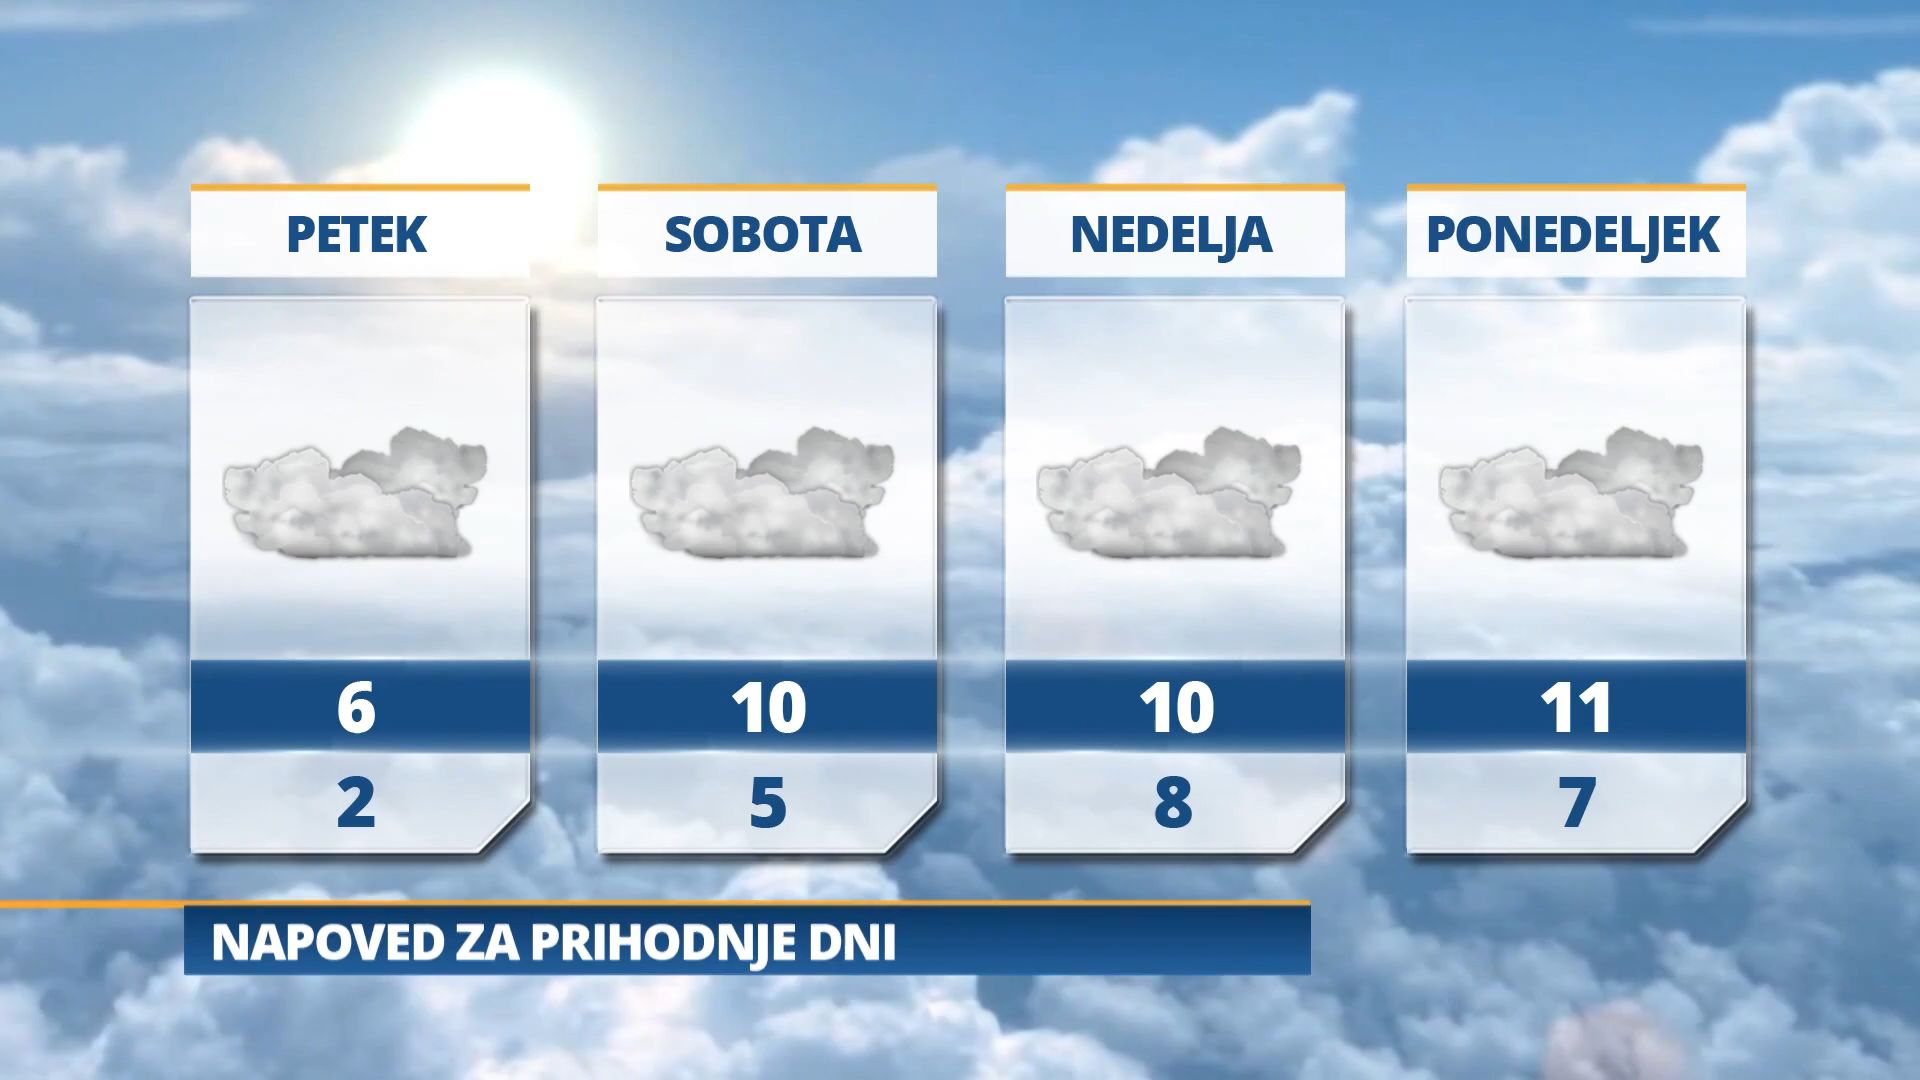 PETEK
SOBOTA
NEDELJA
PONEDELJEK
6
10
10
11
2
5
8
7
NAPOVED ZA PRIHODNJE DNI